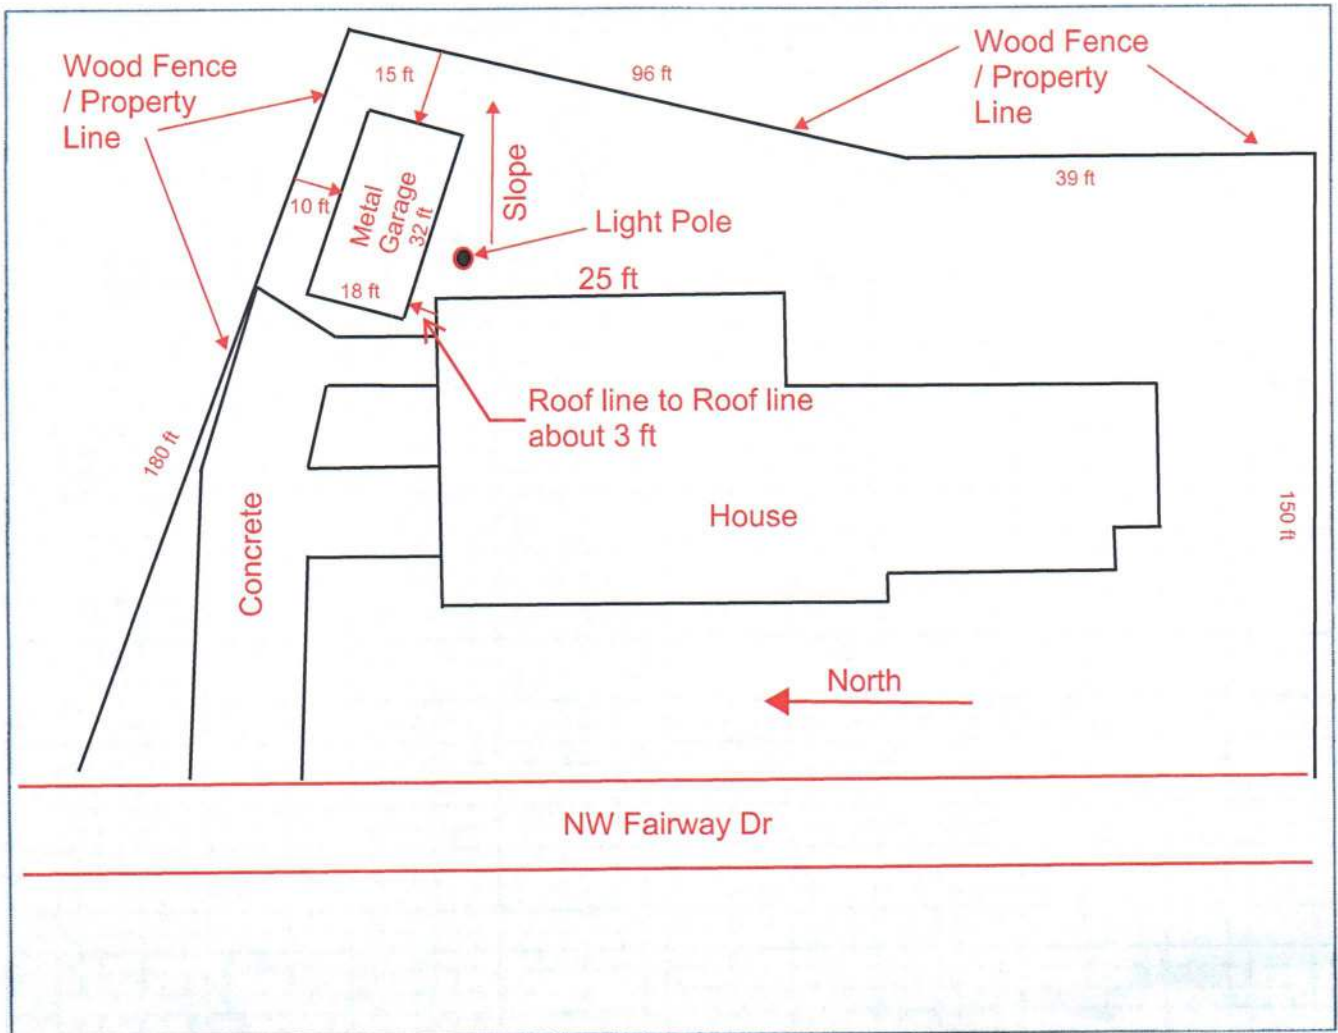 Wood Fence
/ Property
Line
15 ft
96 ft
Wood Fence
/ Property
Line
39 ft
10 ft
Metal
Garage
32 ft
18 ft
Slope
Light Pole
25 ft
Roof line to Roof line
about 3 ft
180 ft
Concrete
House
150 ft
North
NW Fairway Dr